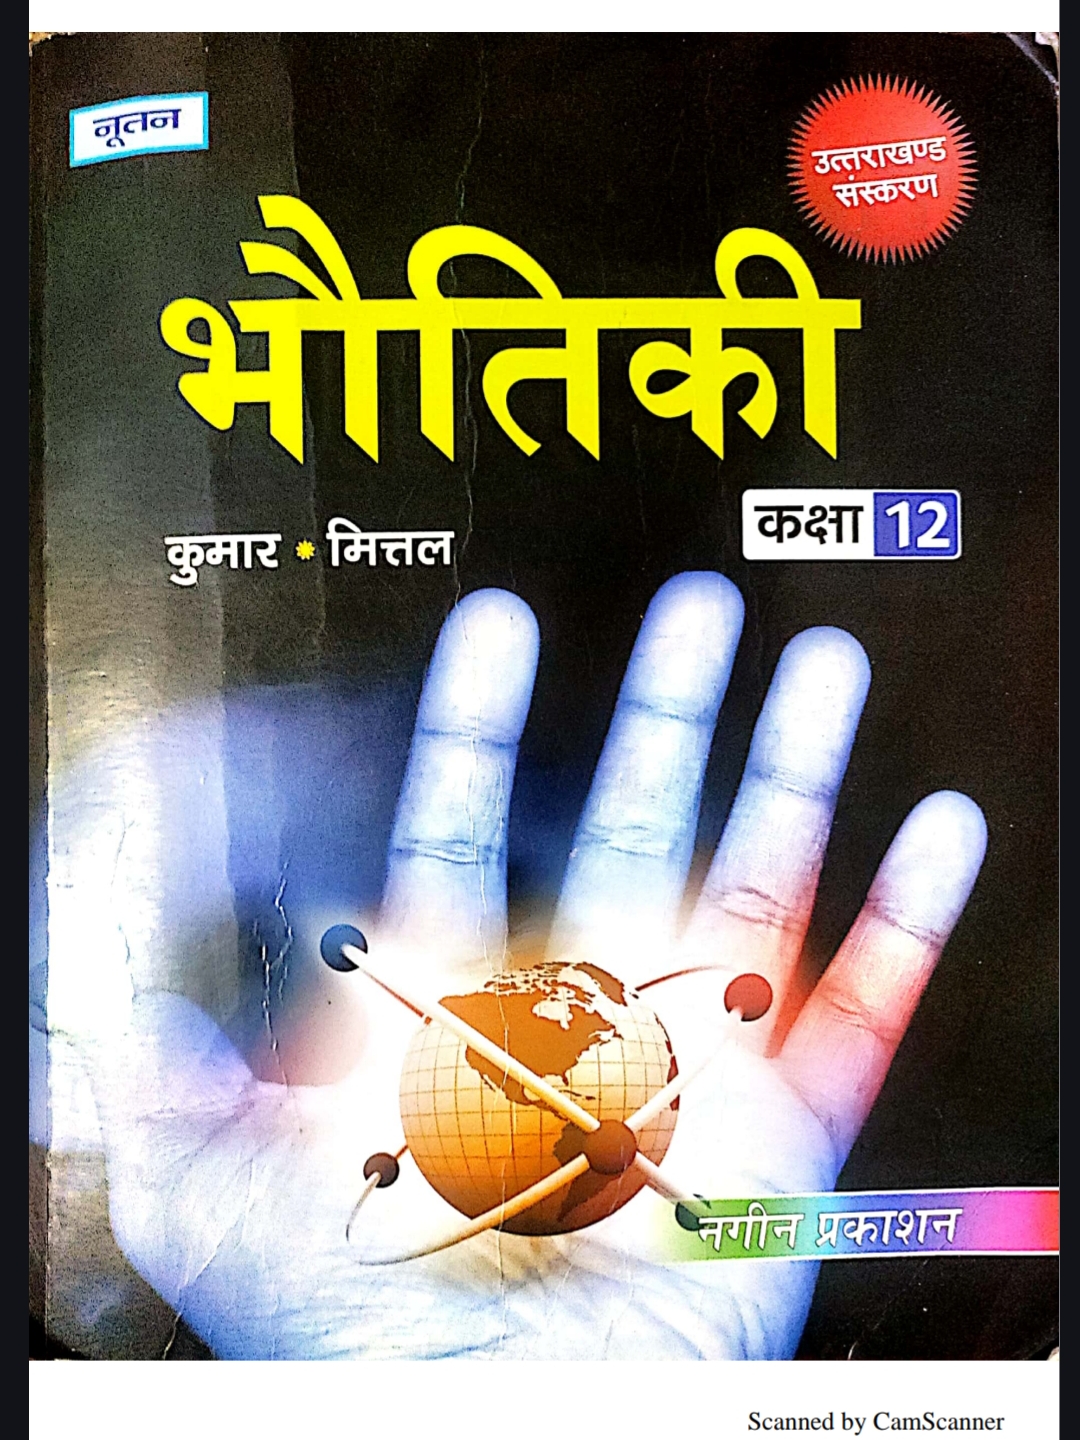 नूतन
उत्तराखण्ड
संस्करण
भौतिकी
कक्षा 12
कुमार मित्तल
नगीन प्रकाशन
Scanned by CamScanner